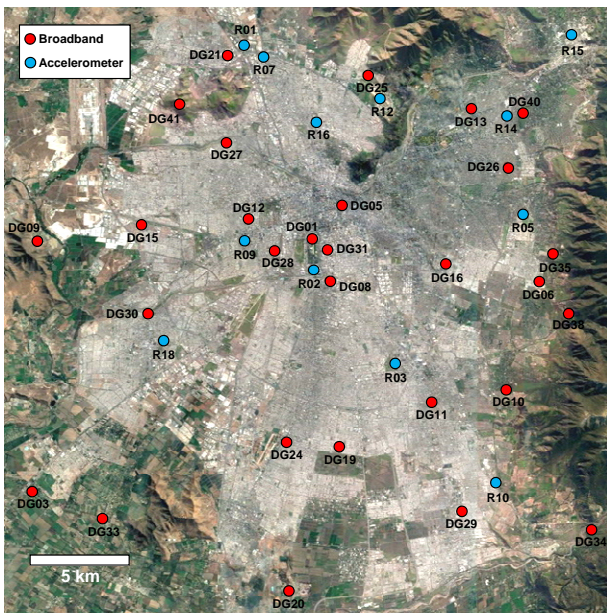 Broadband
Accelerometer
R01
R15
DG21
R07
DG25
R12
DG41
R16
DG13
DG40
R14
DG27
DG26
DG05
DG12
DG09
DG15
DG01
R05
R09
DG28
DG31
DG35
DG16
R02
DG08
DG06
DG30
DG38
R18
R03
DG10
DG11
DG24
DG19
R10
DG03
DG33
DG29
DG34
5 km
DG20